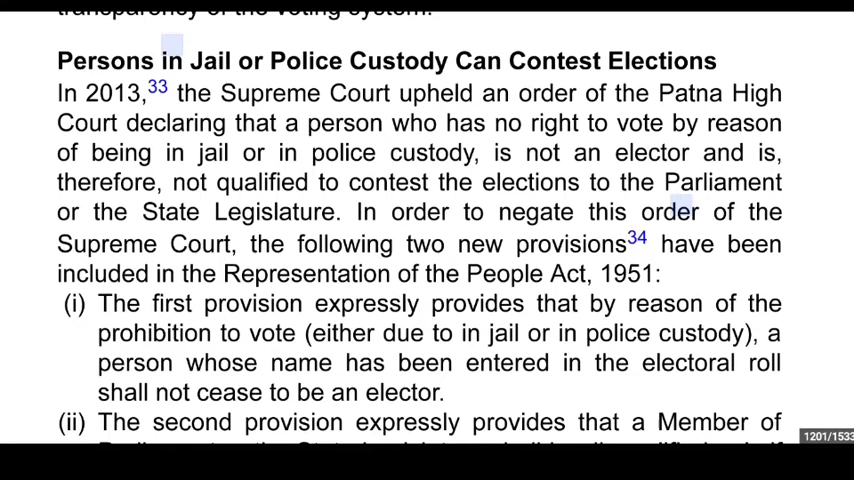 transparency of the voting system.
Persons in Jail or Police Custody Can Contest Elections
In 2013,33 the Supreme Court upheld an order of the Patna High
Court declaring that a person who has no right to vote by reason
of being in jail or in police custody, is not an elector and is,
therefore, not qualified to contest the elections to the Parliament
or the State Legislature. In order to negate this order of the
Supreme Court, the following two new provisions34 have been
included in the Representation of the People Act, 1951:
(i) The first provision expressly provides that by reason of the
prohibition to vote (either due to in jail or in police custody), a
person whose name has been entered in the electoral roll
shall not cease to be an elector.
(ii) The second provision expressly provides that a Member of
1201/1533